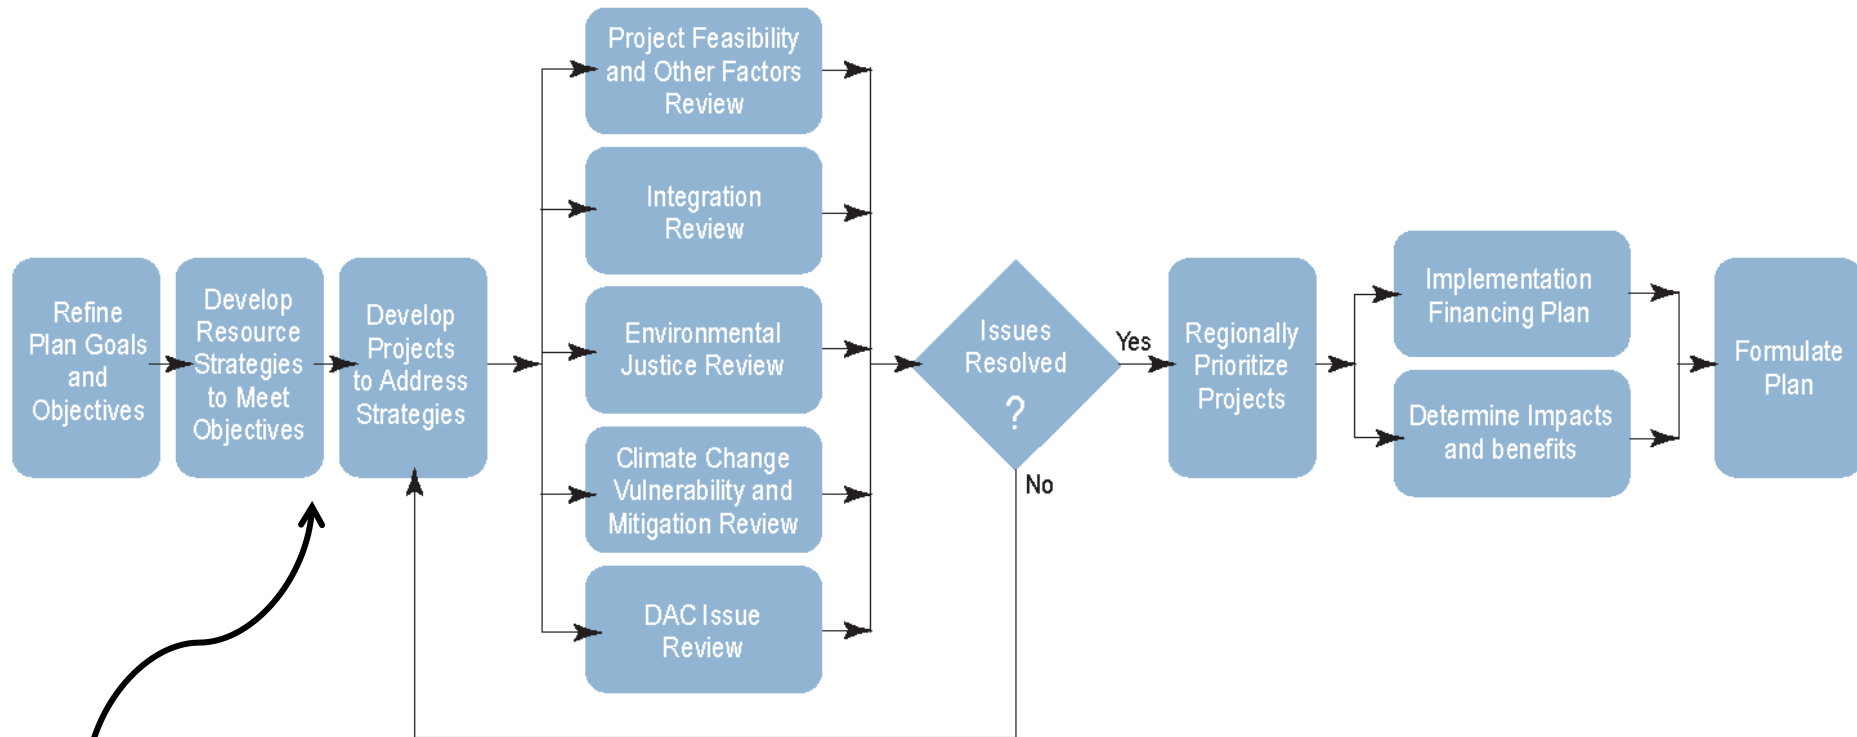 Refine
Plan Goals
and
Objectives
Develop
Resource
Strategies
to Meet
Objectives
Develop
Projects
to Address
Strategies
Project Feasibility
and Other Factors
Review
Integration
Review
Environmental
Justice Review
Climate Change
Vulnerability and
Mitigation Review
DAC Issue
Review
Issues
Resolved
?
Yes
No
Regionally
Prioritize
Projects
Implementation
Financing Plan
Determine Impacts
and benefits
Formulate
Plan